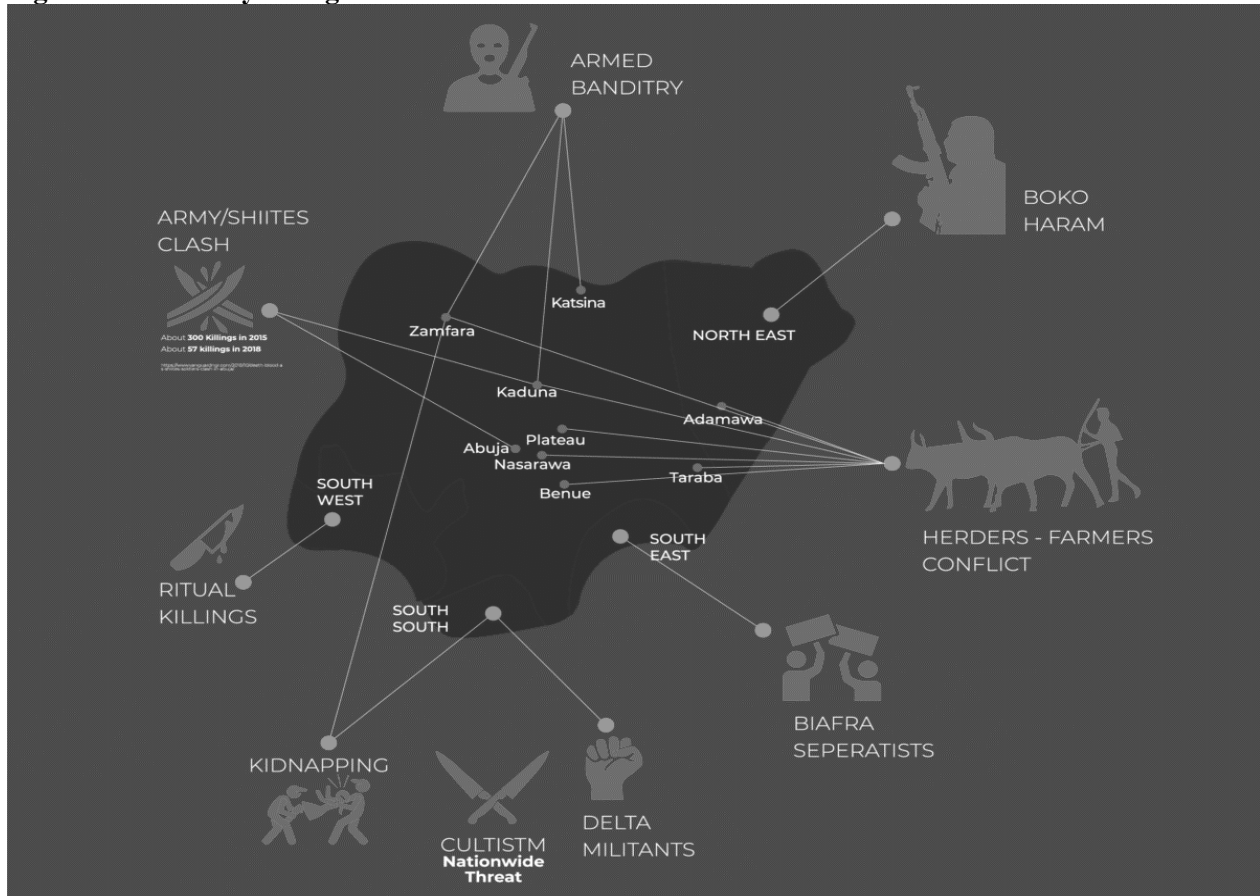 ARMED
BANDITRY
BOKO
HARAM
ARMY/SHIITES
CLASH
About 300 Killings in 2015
About 57 killings in 2018
Katsina
Zamfara
NORTH EAST
Kaduna
Adamawa
Plateau
Abuja
Nasarawa
Taraba
Benue
SOUTH
WEST
SOUTH
EAST
HERDERS - FARMERS
CONFLICT
RITUAL
KILLINGS
SOUTH
SOUTH
BIAFRA
SEPERATISTS
KIDNAPPING
CULTISTM
Nationwide
Threat
DELTA
MILITANTS